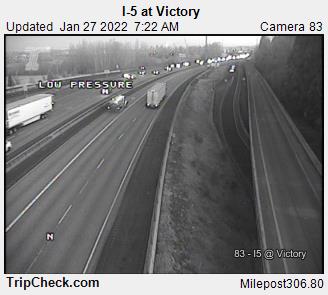 I-5 at Victory
Updated Jan 27 2022 7:22 AM Camera 83
LOW PRESSURE
N
N
83 - I5 @ Victory
TripCheck.com Milepost306.80